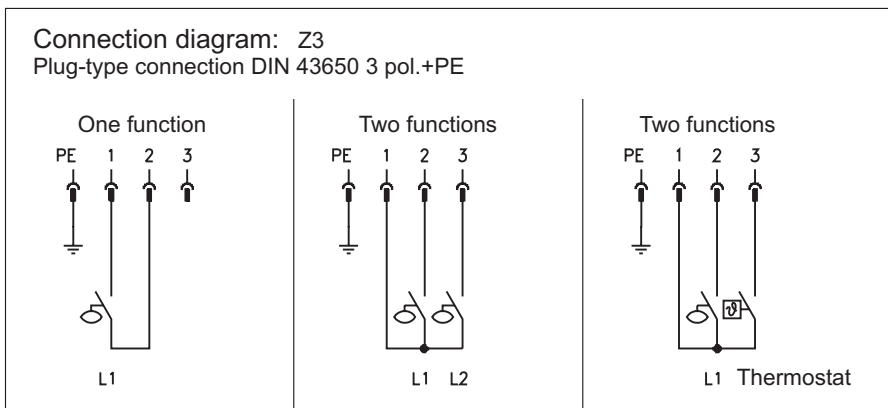 Connection diagram: Z3
Plug-type connection DIN 43650 3 pol.+PE
One function
PE 1 2 3
L1
Two functions
PE 1 2 3
L1 L2
Two functions
PE 1 2 3
ϑ
L1 Thermostat